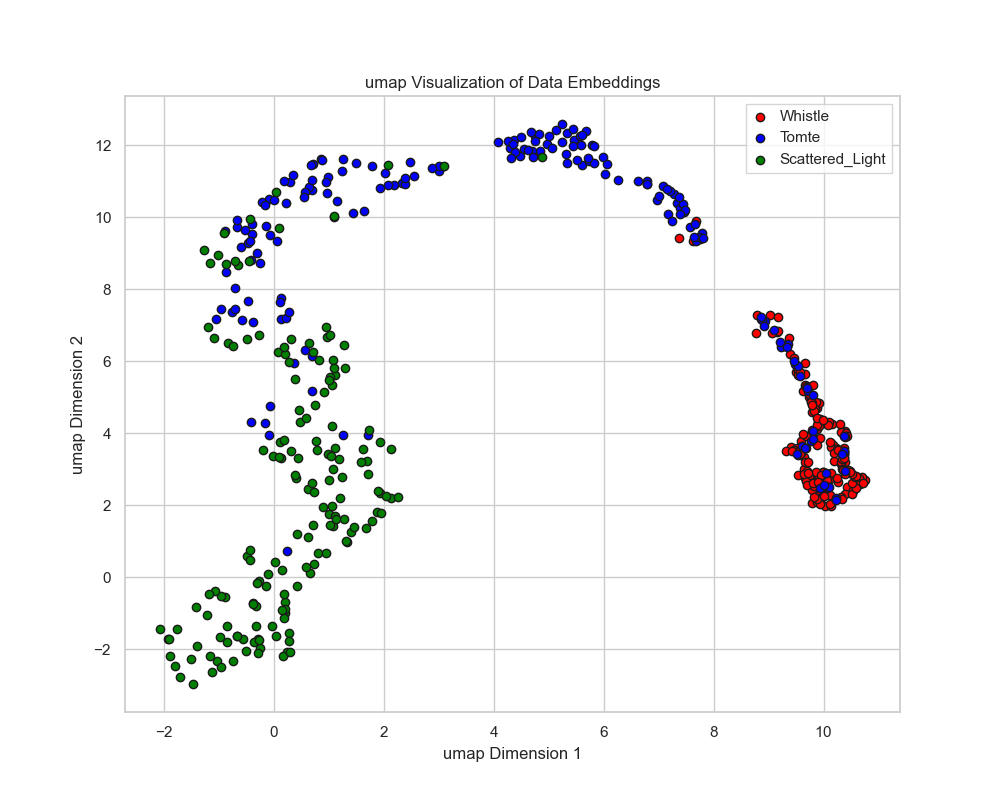 umap Visualization of Data Embeddings
Whistle
Tomte
Scattered_Light
12
10
8
6
4
2
0
−2
−2 0 2 4 6 8 10
umap Dimension 1
umap Dimension 2